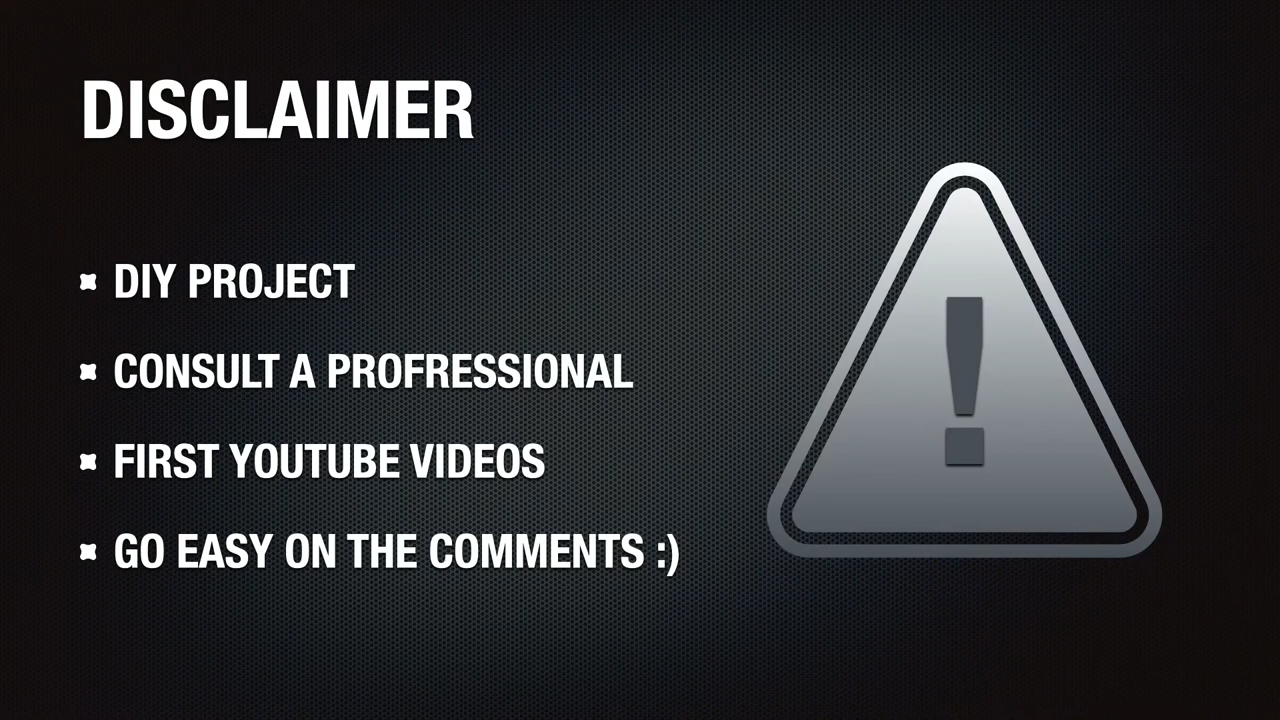 DISCLAIMER
DIY PROJECT
CONSULT A PROFRESSIONAL
FIRST YOUTUBE VIDEOS
GO EASY ON THE COMMENTS :)
!